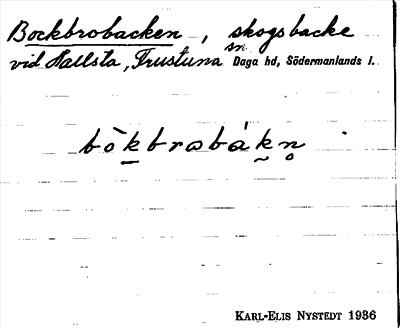 Bockbrobacken , skogsbacke
vid Hallsta, Frustuna sn Daga hd, Södermanlands l.
bòkbrobákn
KARL-ELIS NYSTEDT 1936